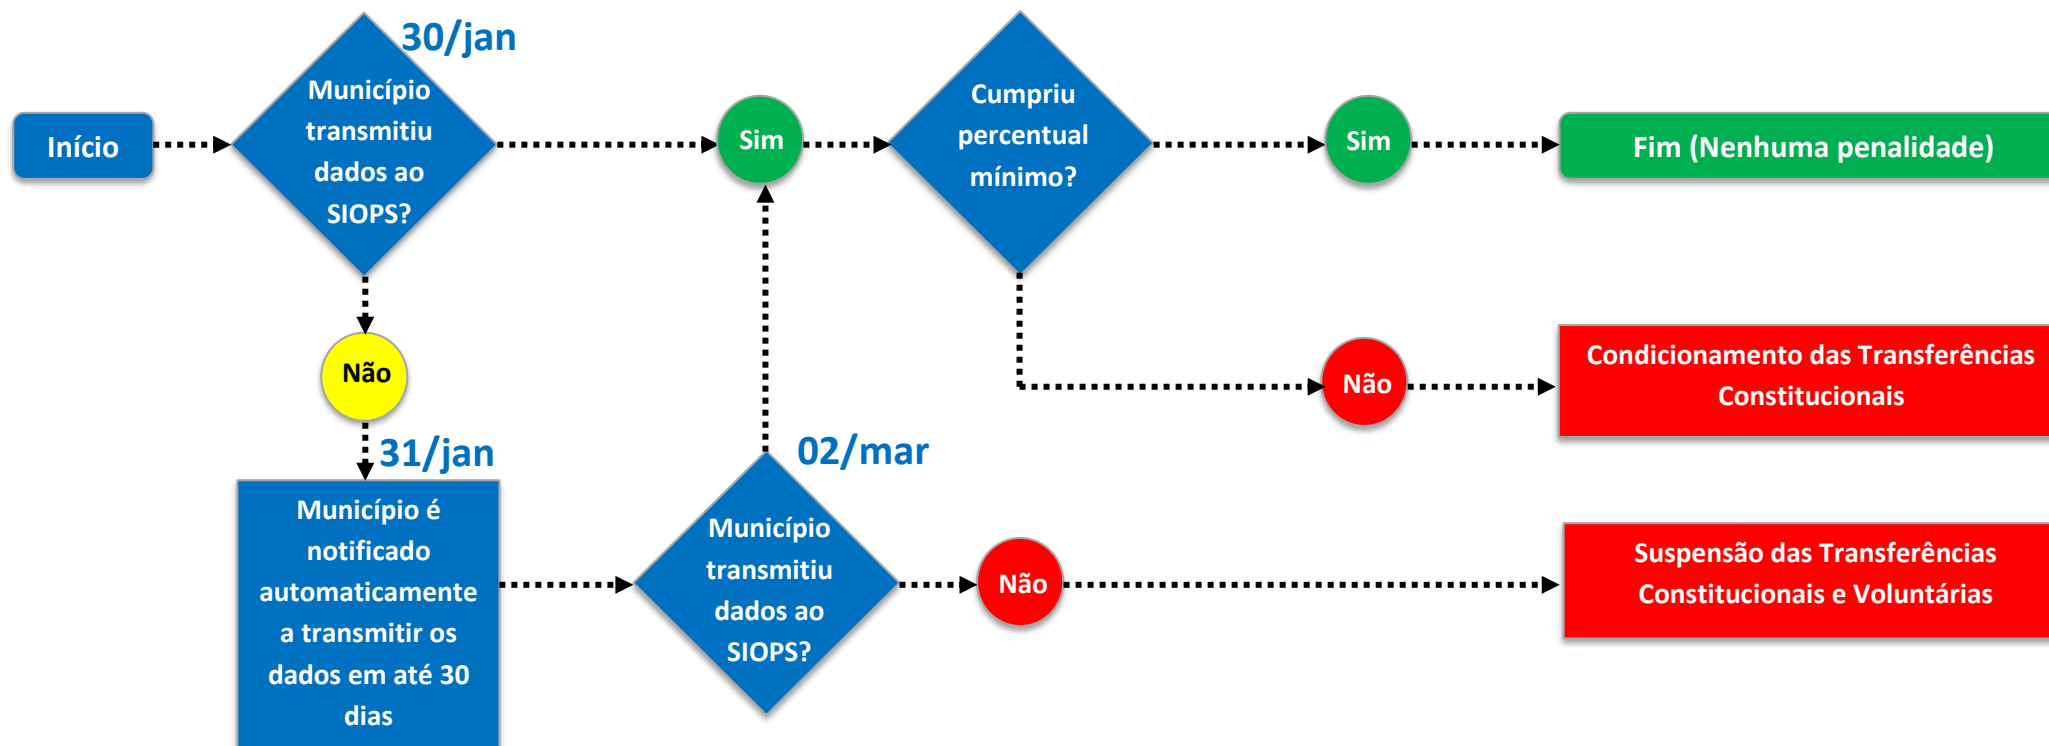 30/jan
Início
Município
transmitiu
dados ao
SIOPS?
Sim
Cumpriu
percentual
mínimo?
Sim
Fim (Nenhuma penalidade)
Não
Não
Condicionamento das Transferências
Constitucionais
31/jan
Município é
notificado
automaticamente
a transmitir os
dados em até 30
dias
02/mar
Município
transmitiu
dados ao
SIOPS?
Não
Suspensão das Transferências
Constitucionais e Voluntárias